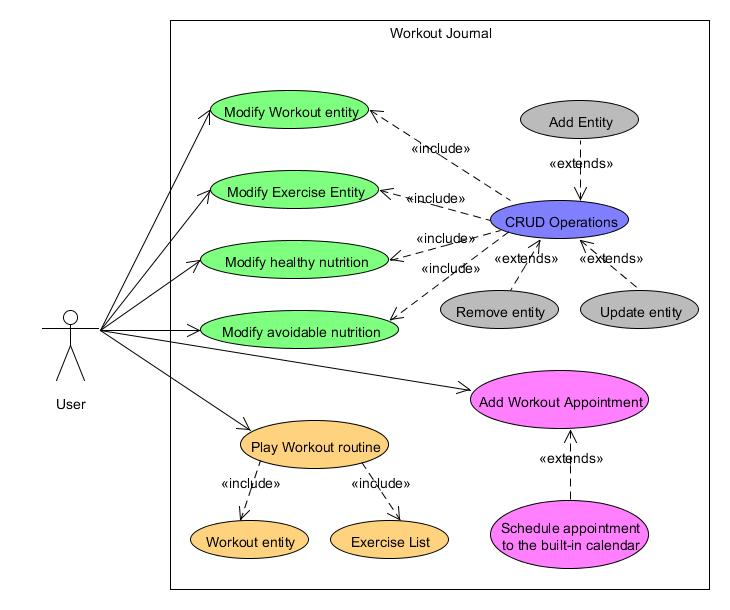 Workout Journal
Modify Workout entity
Add Entity
«include»
«extends»
Modify Exercise Entity
«include»
CRUD Operations
«include»
Modify healthy nutrition
«include»
«extends»
«extends»
Remove entity
Update entity
Modify avoidable nutrition
User
Add Workout Appointment
Play Workout routine
«extends»
«include»
«include»
Workout entity
Exercise List
Schedule appointment
to the built-in calendar